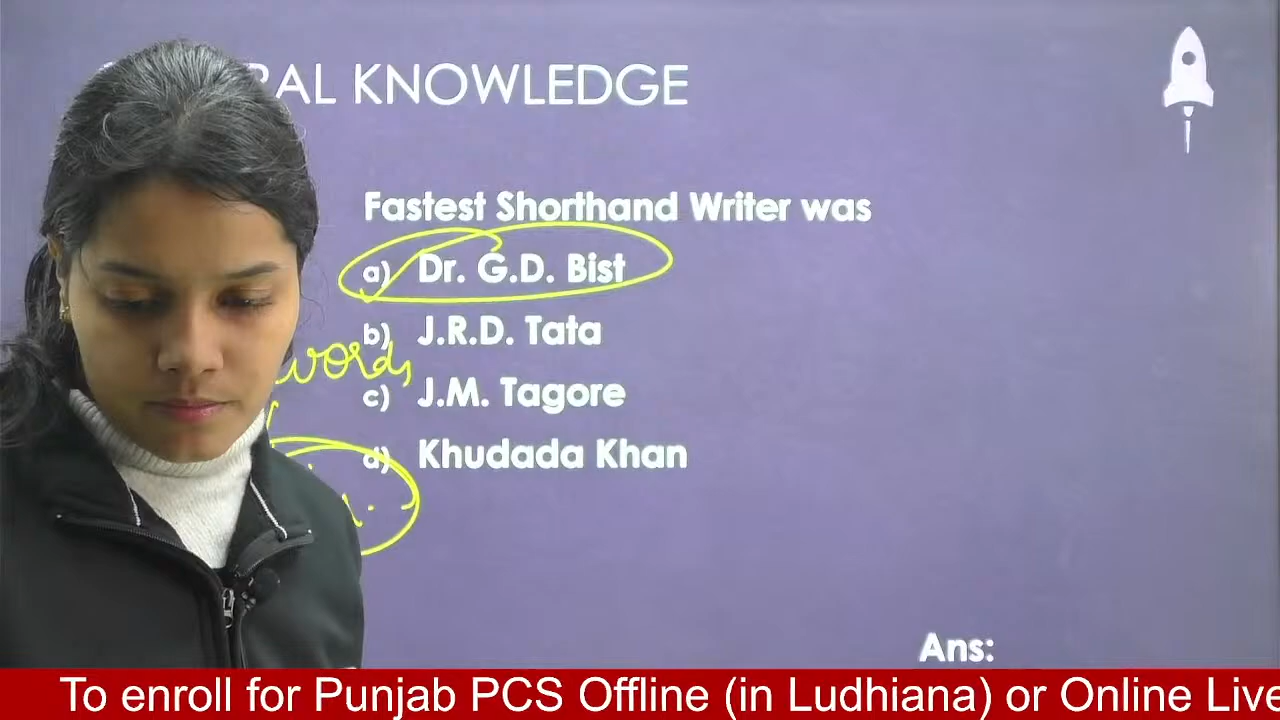 RAL KNOWLEDGE
Fastest Shorthand Writer was
a) Dr. G.D. Bist
b) J.R.D. Tata
words
c) J.M. Tagore
d) Khudada Khan
Ans:
To enroll for Punjab PCS Offline (in Ludhiana) or Online Live